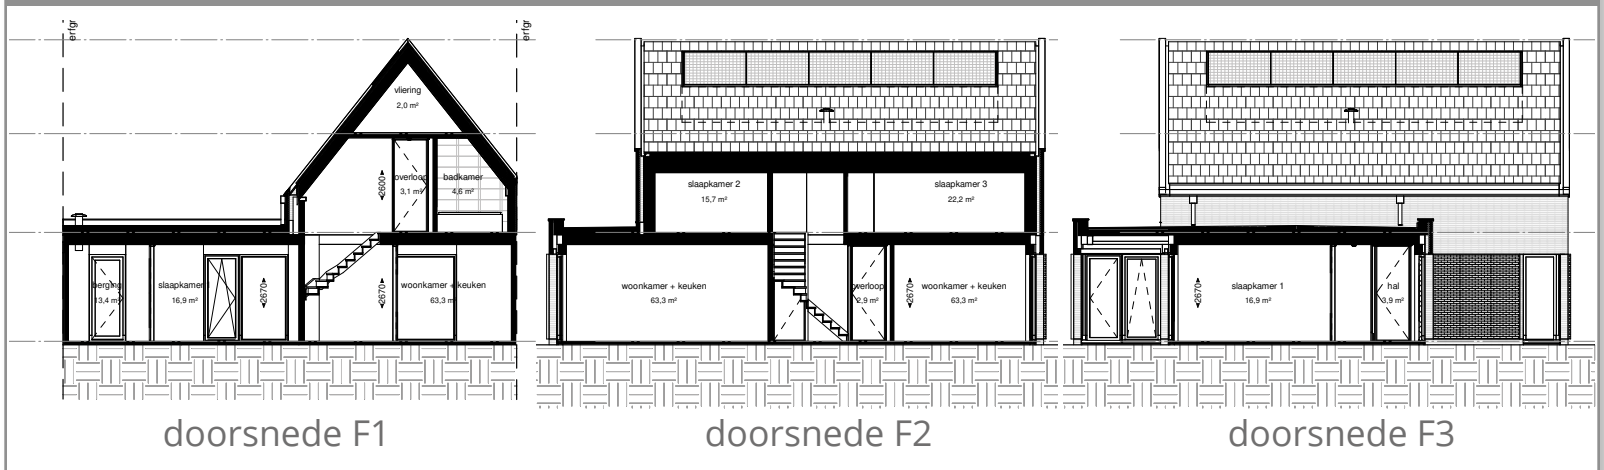 erfgr
erfgr
vliering
2,0 m²
overloop
3,1 m²
badkamer
4,6 m²
2600
berging
13,4 m²
slaapkamer
16,9 m²
2670
2670
woonkamer + keuken
63,3 m²
doorsnede F1
slaapkamer 2
15,7 m²
slaapkamer 3
22,2 m²
woonkamer + keuken
63,3 m²
overloop
2,9 m²
2670
woonkamer + keuken
63,3 m²
doorsnede F2
2670
slaapkamer 1
16,9 m²
hal
3,9 m²
doorsnede F3